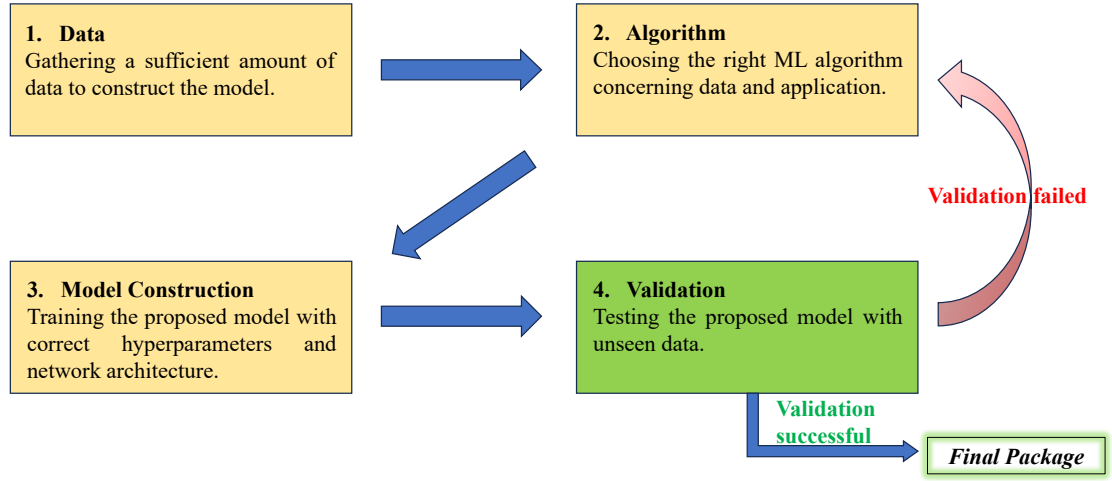 1. Data
Gathering a sufficient amount of
data to construct the model.
2. Algorithm
Choosing the right ML algorithm
concerning data and application.
Validation failed
3. Model Construction
Training the proposed model with
correct hyperparameters and
network architecture.
4. Validation
Testing the proposed model with
unseen data.
Validation
successful
Final Package